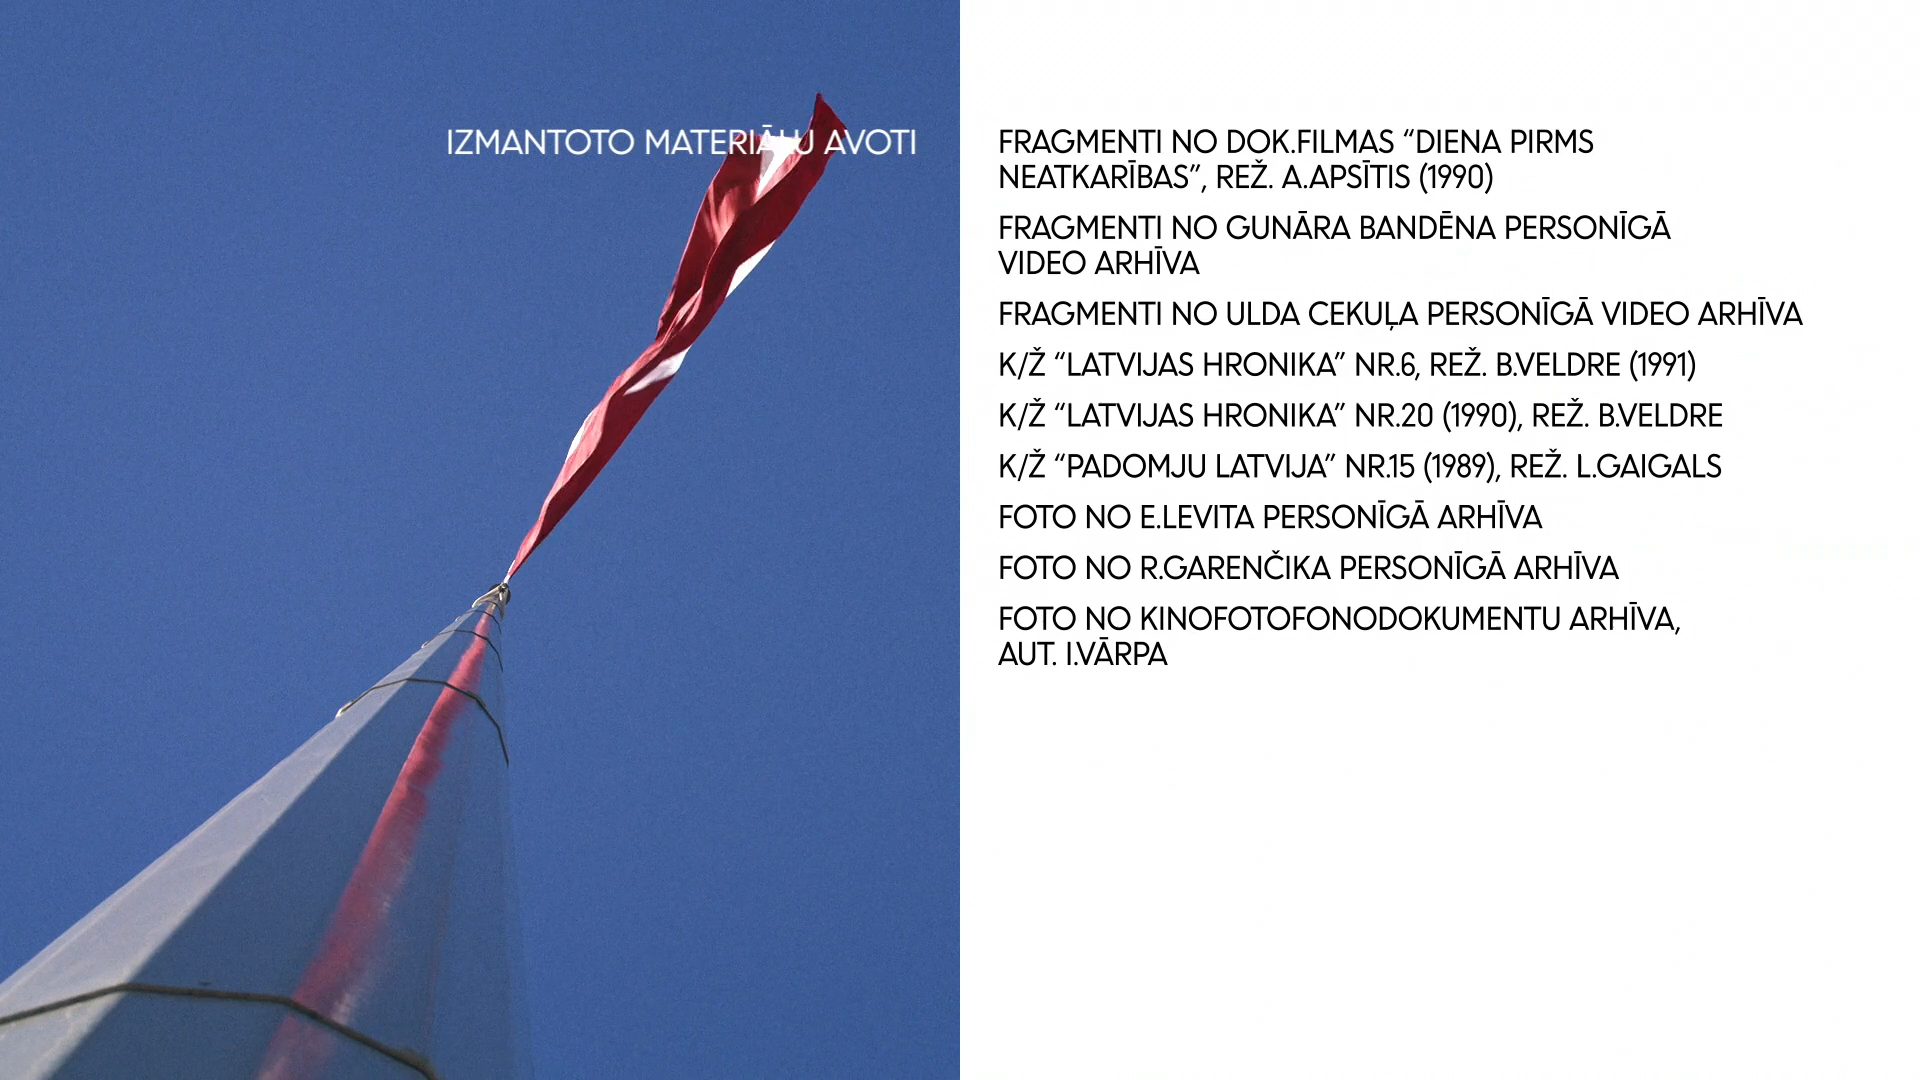 IZMANTOTO MATERIĀLU AVOTI
FRAGMENTI NO DOK.FILMAS “DIENA PIRMS
NEATKARĪBAS”, REŽ. A.APSĪTIS (1990)
FRAGMENTI NO GUNĀRA BANDĒNA PERSONĪGĀ
VIDEO ARHĪVA
FRAGMENTI NO ULDA CEKUĻA PERSONĪGĀ VIDEO ARHĪVA
K/Ž “LATVIJAS HRONIKA” NR.6, REŽ. B.VELDRE (1991)
K/Ž “LATVIJAS HRONIKA” NR.20 (1990), REŽ. B.VELDRE
K/Ž “PADOMJU LATVIJA” NR.15 (1989), REŽ. L.GAIGALS
FOTO NO E.LEVITA PERSONĪGĀ ARHĪVA
FOTO NO R.GARENČIKA PERSONĪGĀ ARHĪVA
FOTO NO KINOFOTOFONODOKUMENTU ARHĪVA,
AUT. I.VĀRPA